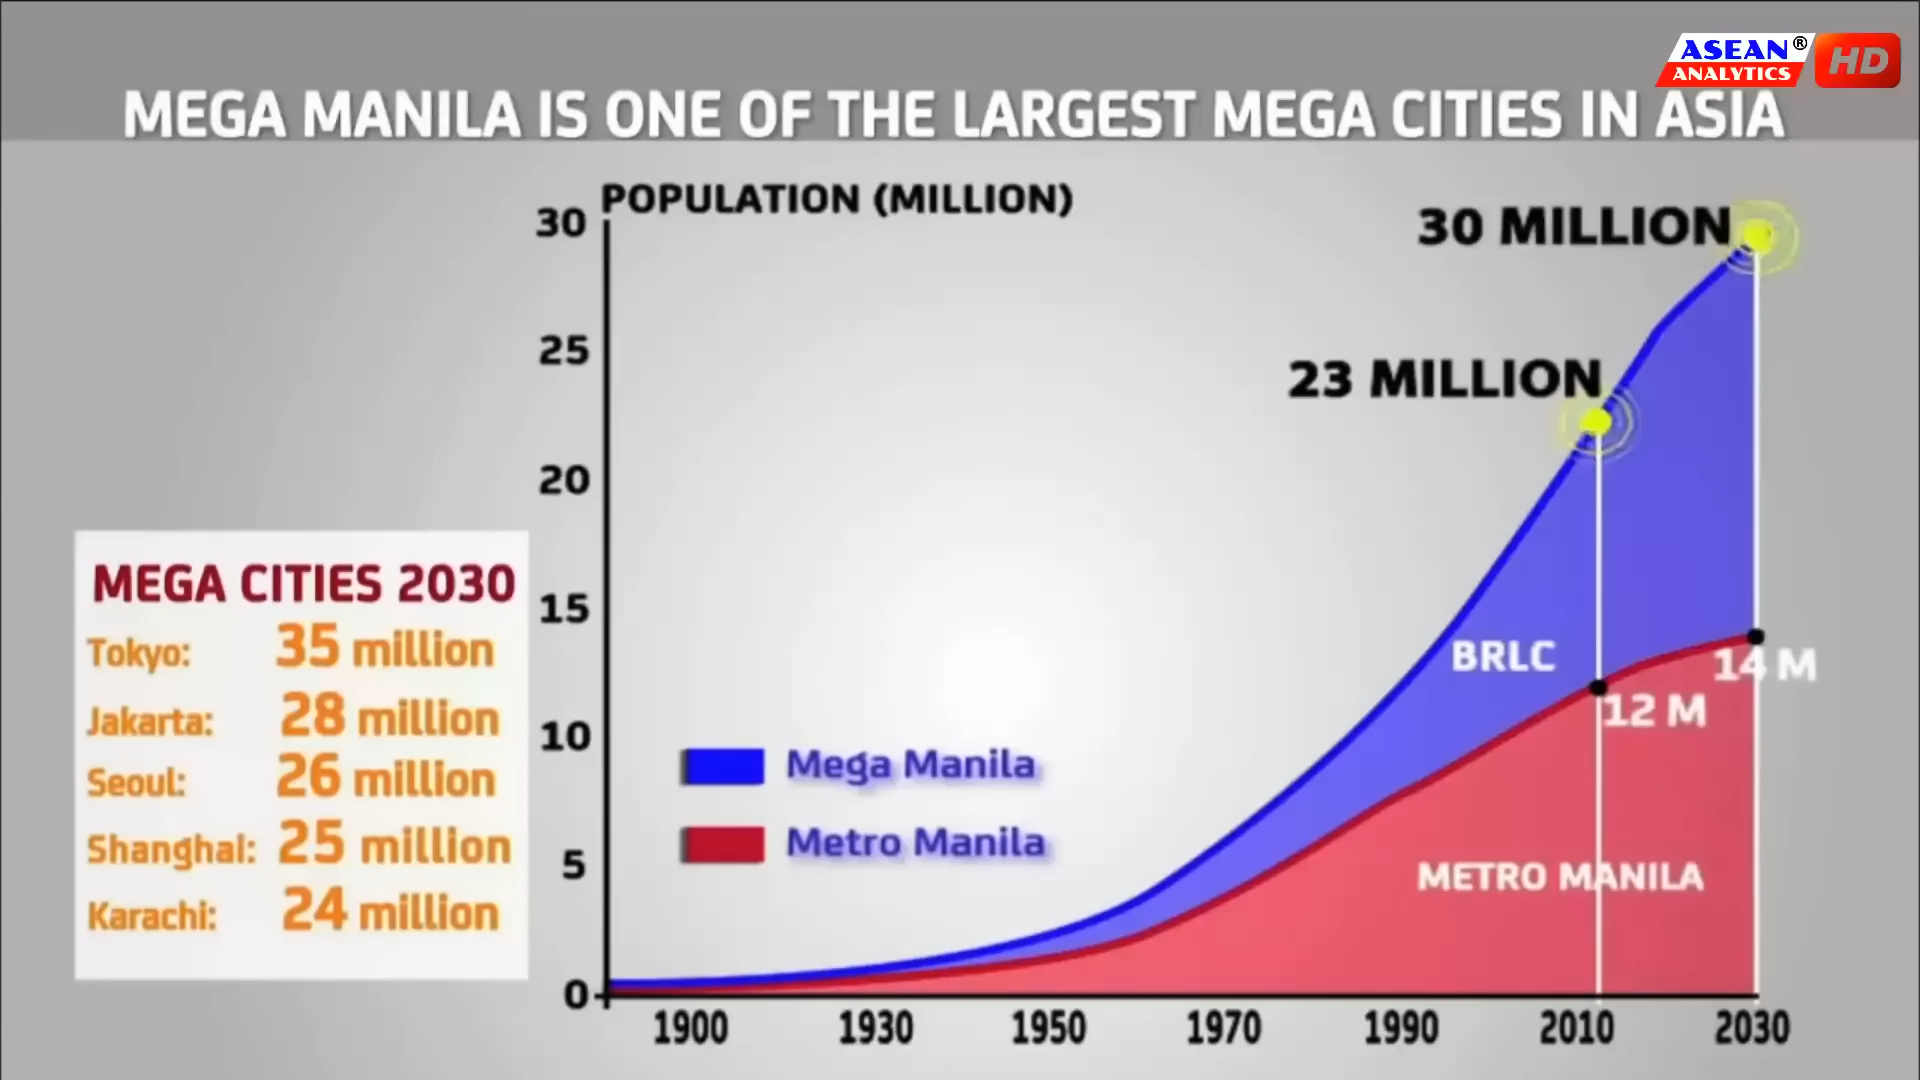 ASEAN®
ANALYTICS
HD
MEGA MANILA IS ONE OF THE LARGEST MEGA CITIES IN ASIA
POPULATION (MILLION)
30
25
20
15
10
5
0
30 MILLION
23 MILLION
BRLC
14 M
12 M
METRO MANILA
Mega Manila
Metro Manila
1900 1930 1950 1970 1990 2010 2030
MEGA CITIES 2030
Tokyo: 35 million
Jakarta: 28 million
Seoul: 26 million
Shanghai: 25 million
Karachi: 24 million